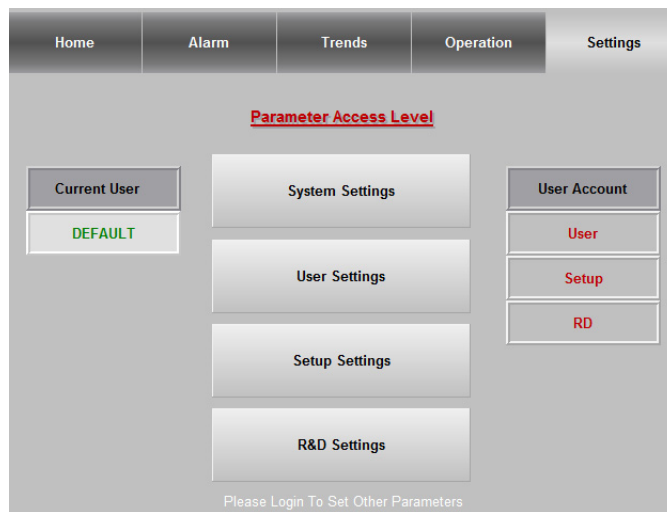 Home Alarm Trends Operation Settings
Parameter Access Level
Current User
DEFAULT
System Settings
User Settings
Setup Settings
R&D Settings
User Account
User
Setup
RD
Please Login To Set Other Parameters